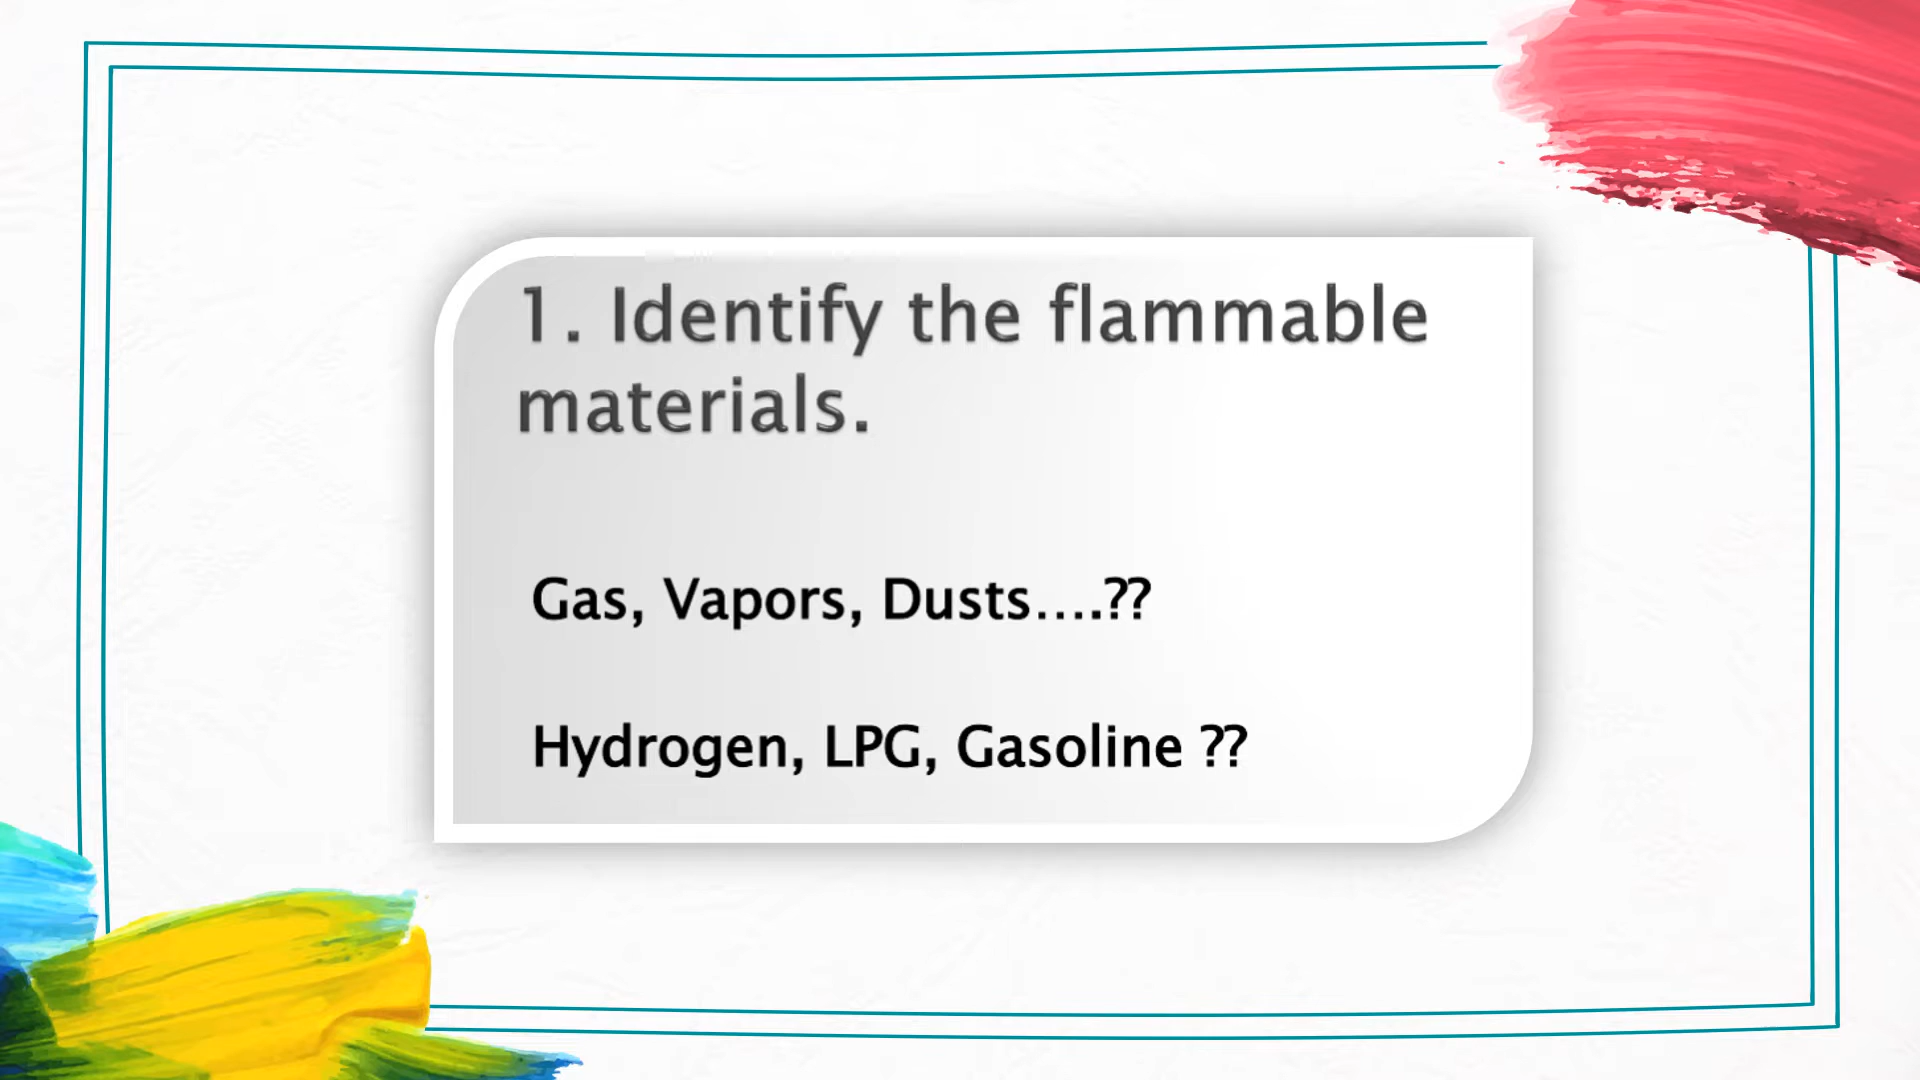 1. Identify the flammable
materials.
Gas, Vapors, Dusts....??
Hydrogen, LPG, Gasoline ??